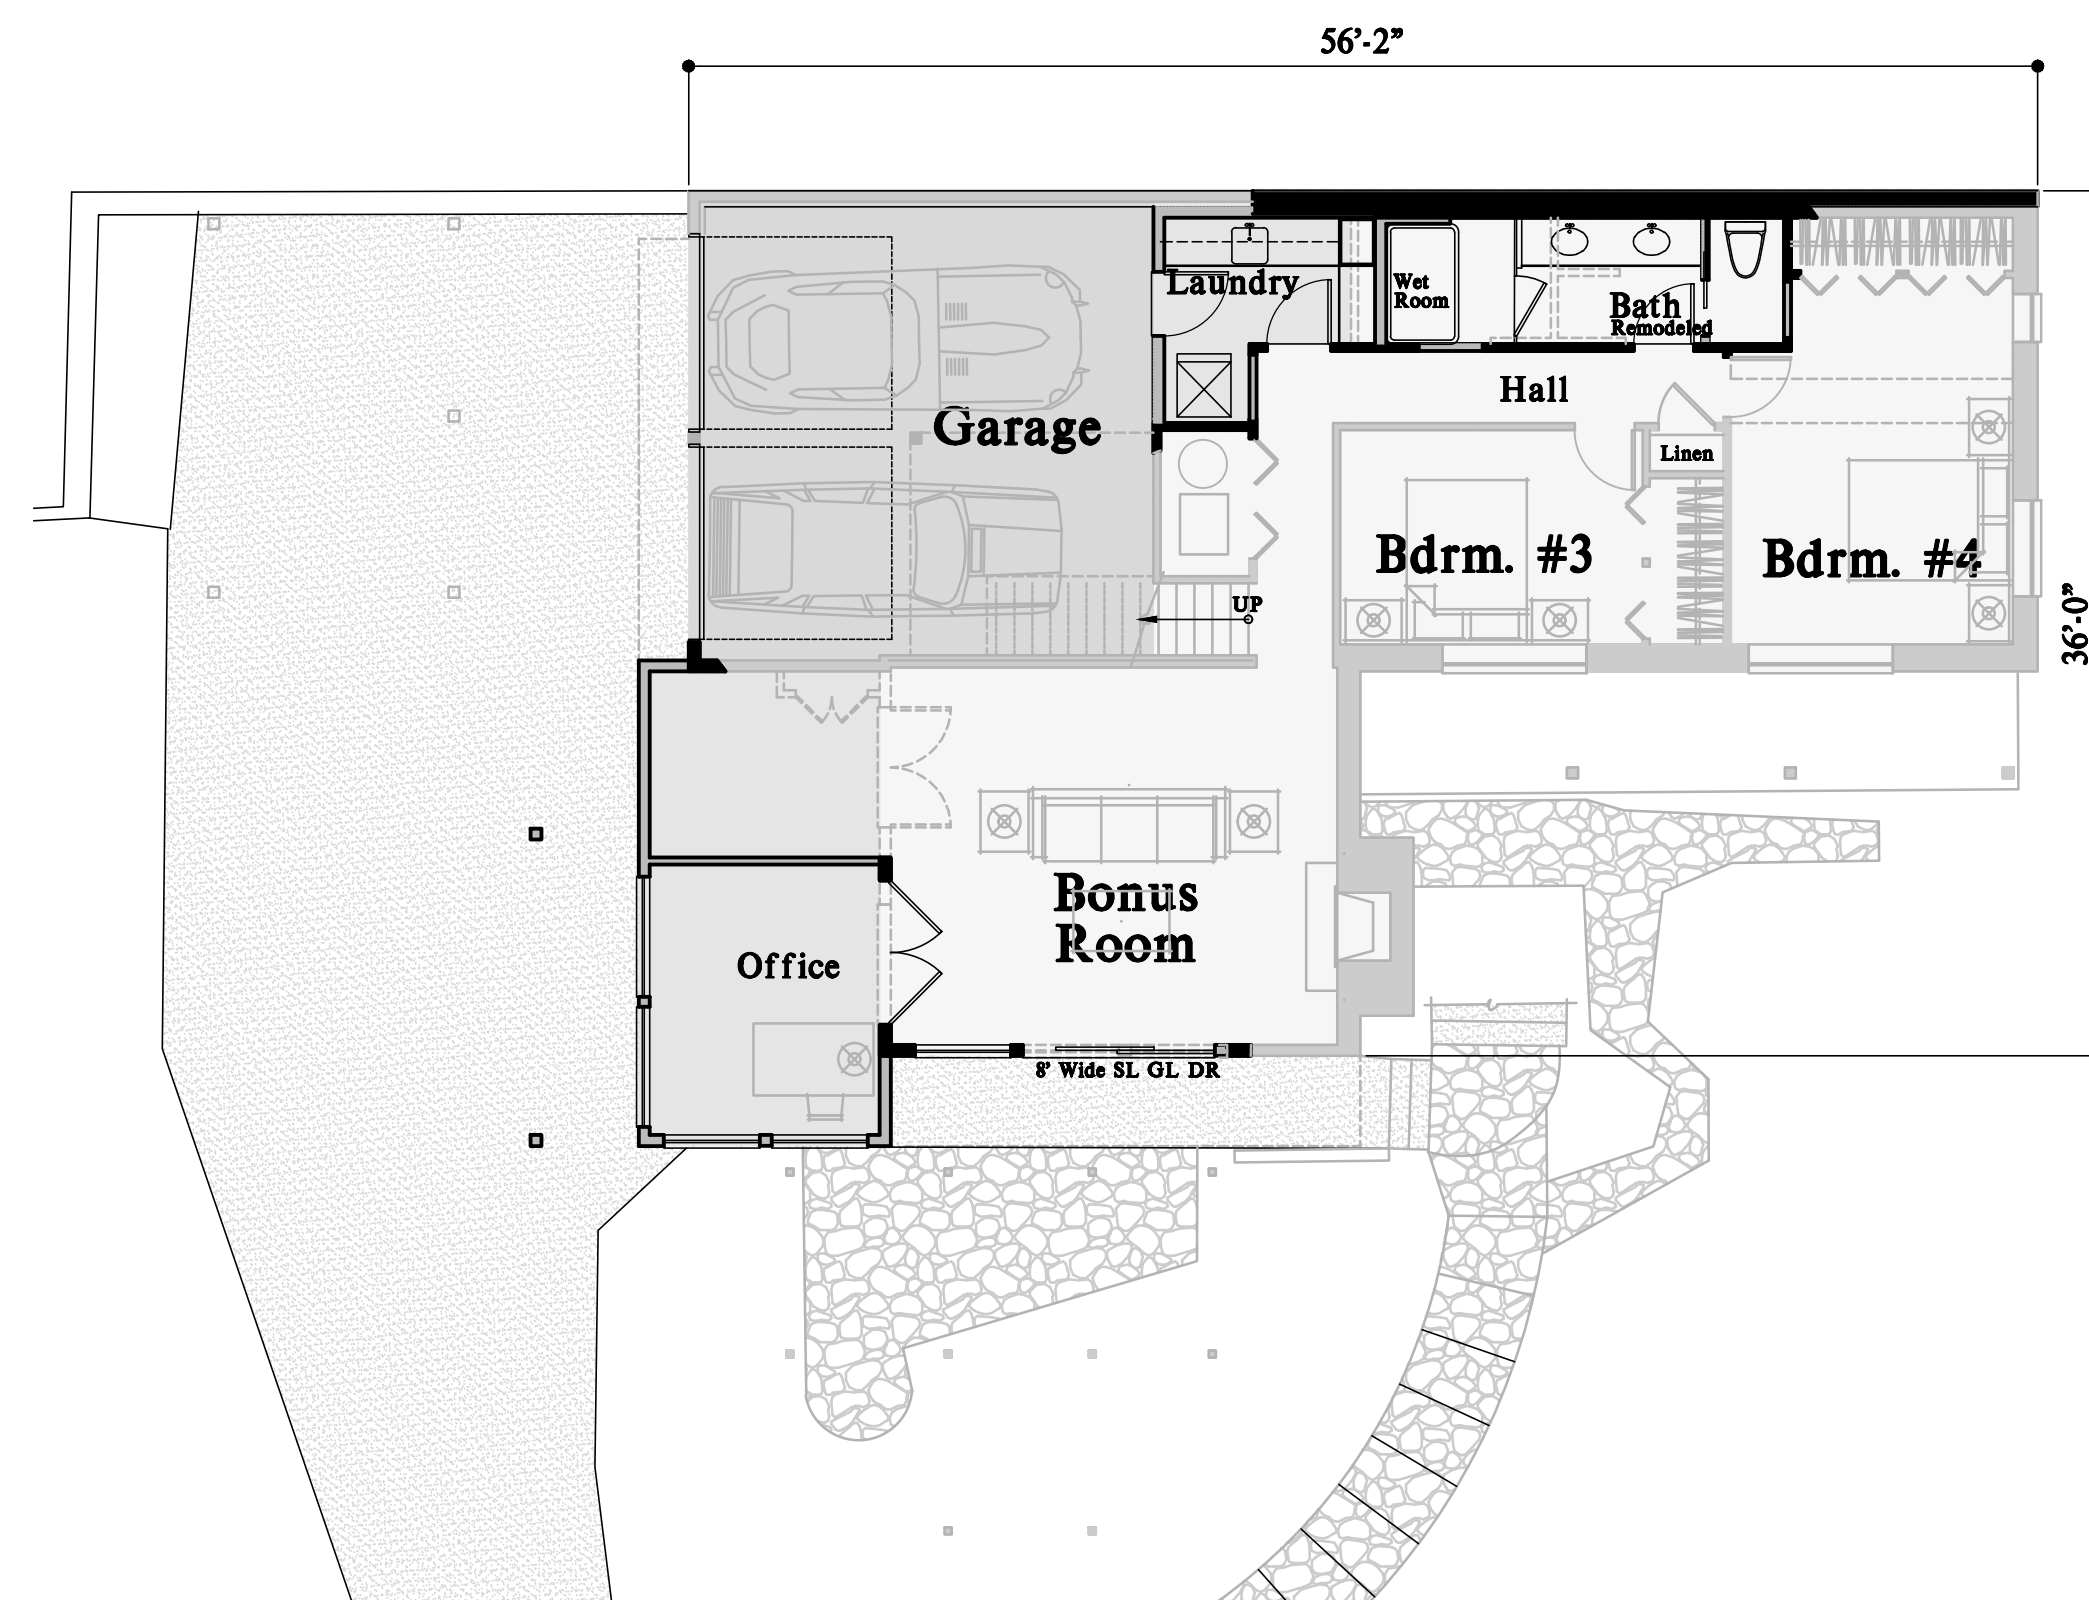 56’-2”
Laundry
Wet
Room
Bath
Remodeled
Hall
Garage
Linen
Bdrm. #3
Bdrm. #4
UP
36’-0”
Bonus
Room
Office
8’ Wide SL GL DR